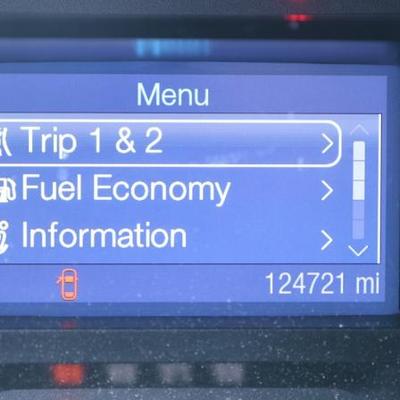 Menu
Trip 1 & 2
Fuel Economy
Information
124721 mi